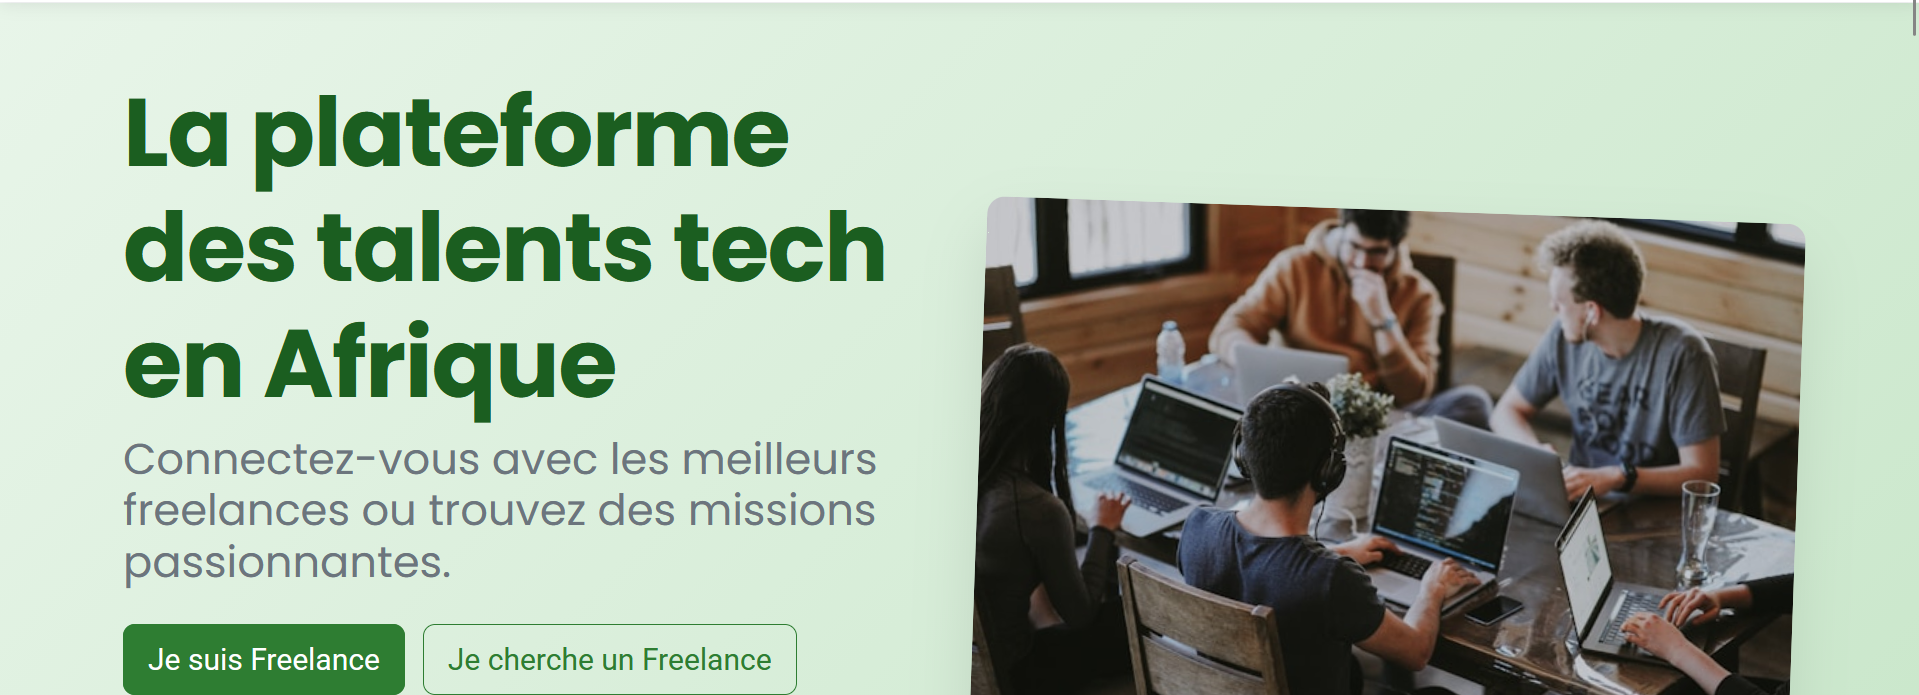 La plateforme
des talents tech
en Afrique
Connectez-vous avec les meilleurs
freelances ou trouvez des missions
passionnantes.
Je suis Freelance
Je cherche un Freelance